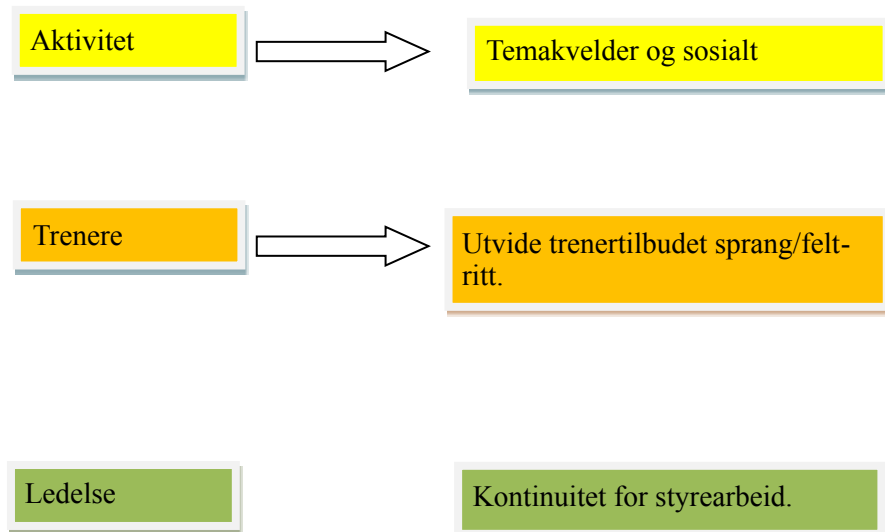 Aktivitet
Temakvelder og sosialt
Trenere
Utvide trenertilbudet sprang/felt-
ritt.
Ledelse
Kontinuitet for styrearbeid.